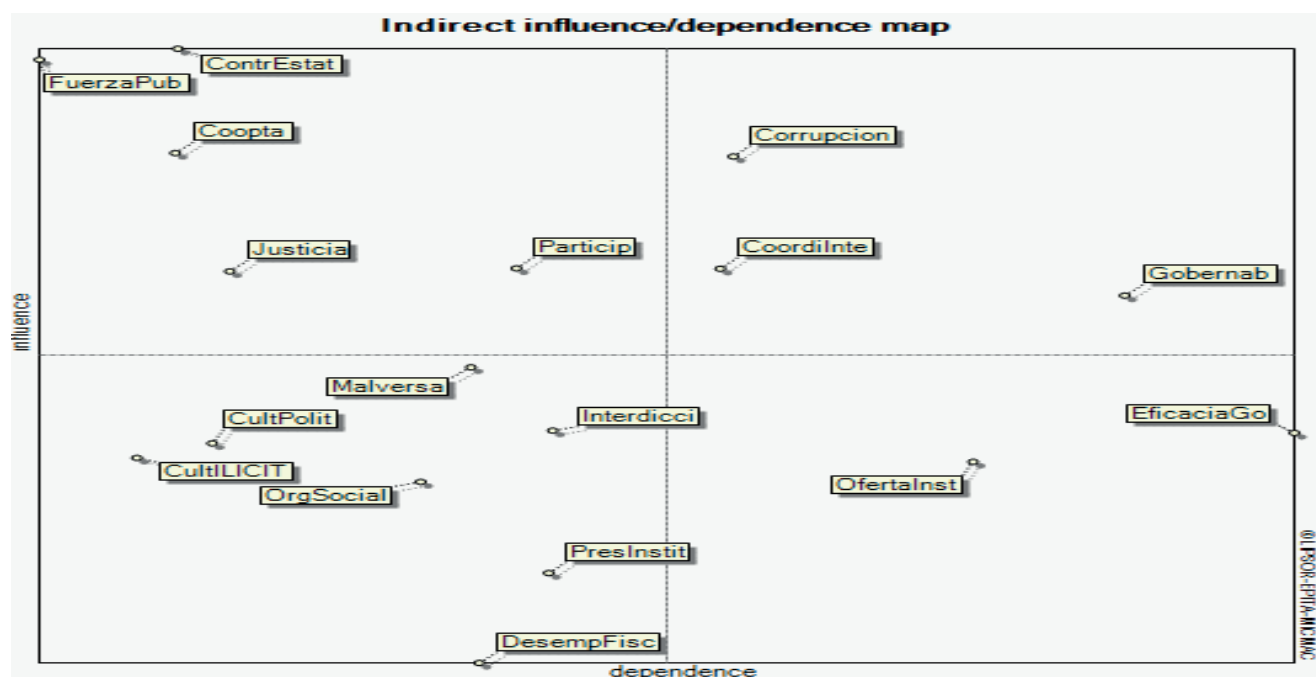 Indirect influence/dependence map
ContrEstat
FuerzaPub
Coopta
Corrupcion
Justicia
Particip
CoordiInte
Gobernab
influence
Malversa
CultPolit
Interdicci
EficaciaGo
CultILICIT
OrgSocial
OfertaInst
PresInstit
DesempFisc
dependence
@LIPSOR-EPITA-MICMAC